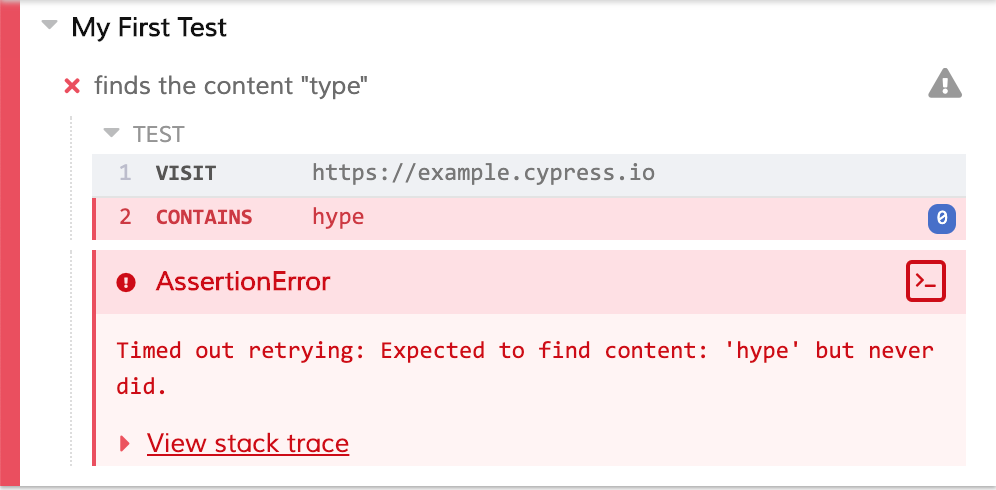 My First Test
finds the content "type"
TEST
1 VISIT https://example.cypress.io
2 CONTAINS hype 0
AssertionError
Timed out retrying: Expected to find content: 'hype' but never
did.
View stack trace